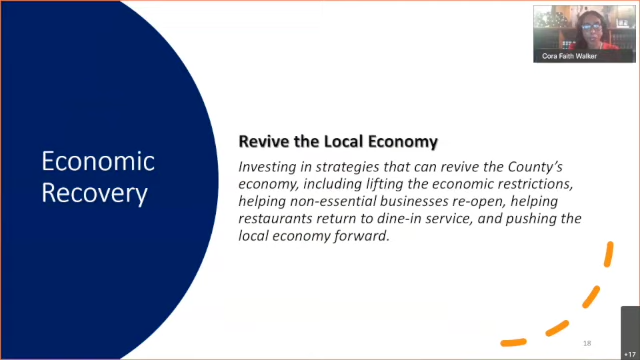 Economic
Recovery
Revive the Local Economy
Investing in strategies that can revive the County's
economy, including lifting the economic restrictions,
helping non-essential businesses re-open, helping
restaurants return to dine-in service, and pushing the
local economy forward.
Cora Faith Walker
18
+17